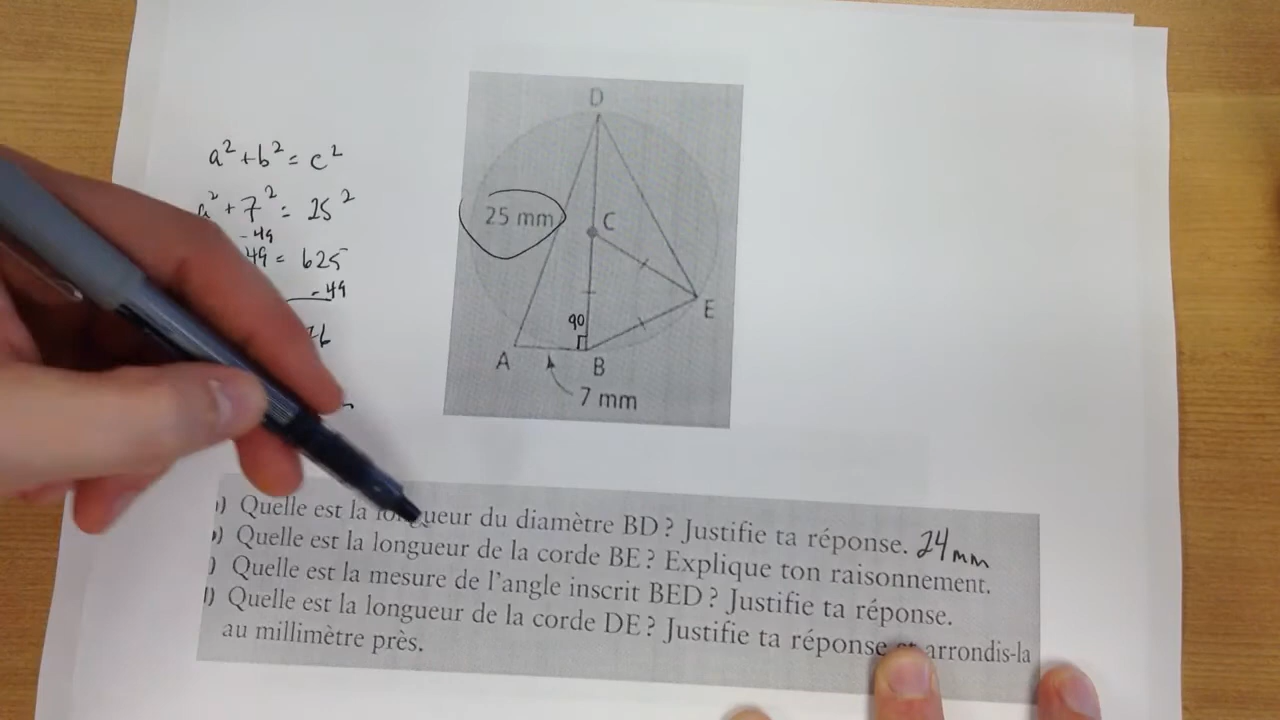 a² + b² = c²
a² + 7² = 25²
- 49
49 = 625
- 49
D
25 mm
C
90
E
A
B
7 mm
Quelle est la longueur du diamètre BD ? Justifie ta réponse. 24 mm
Quelle est la longueur de la corde BE ? Explique ton raisonnement.
) Quelle est la mesure de l'angle inscrit BED ? Justifie ta réponse.
Quelle est la longueur de la corde DE ? Justifie ta réponse et arrondis-la
au millimètre près.